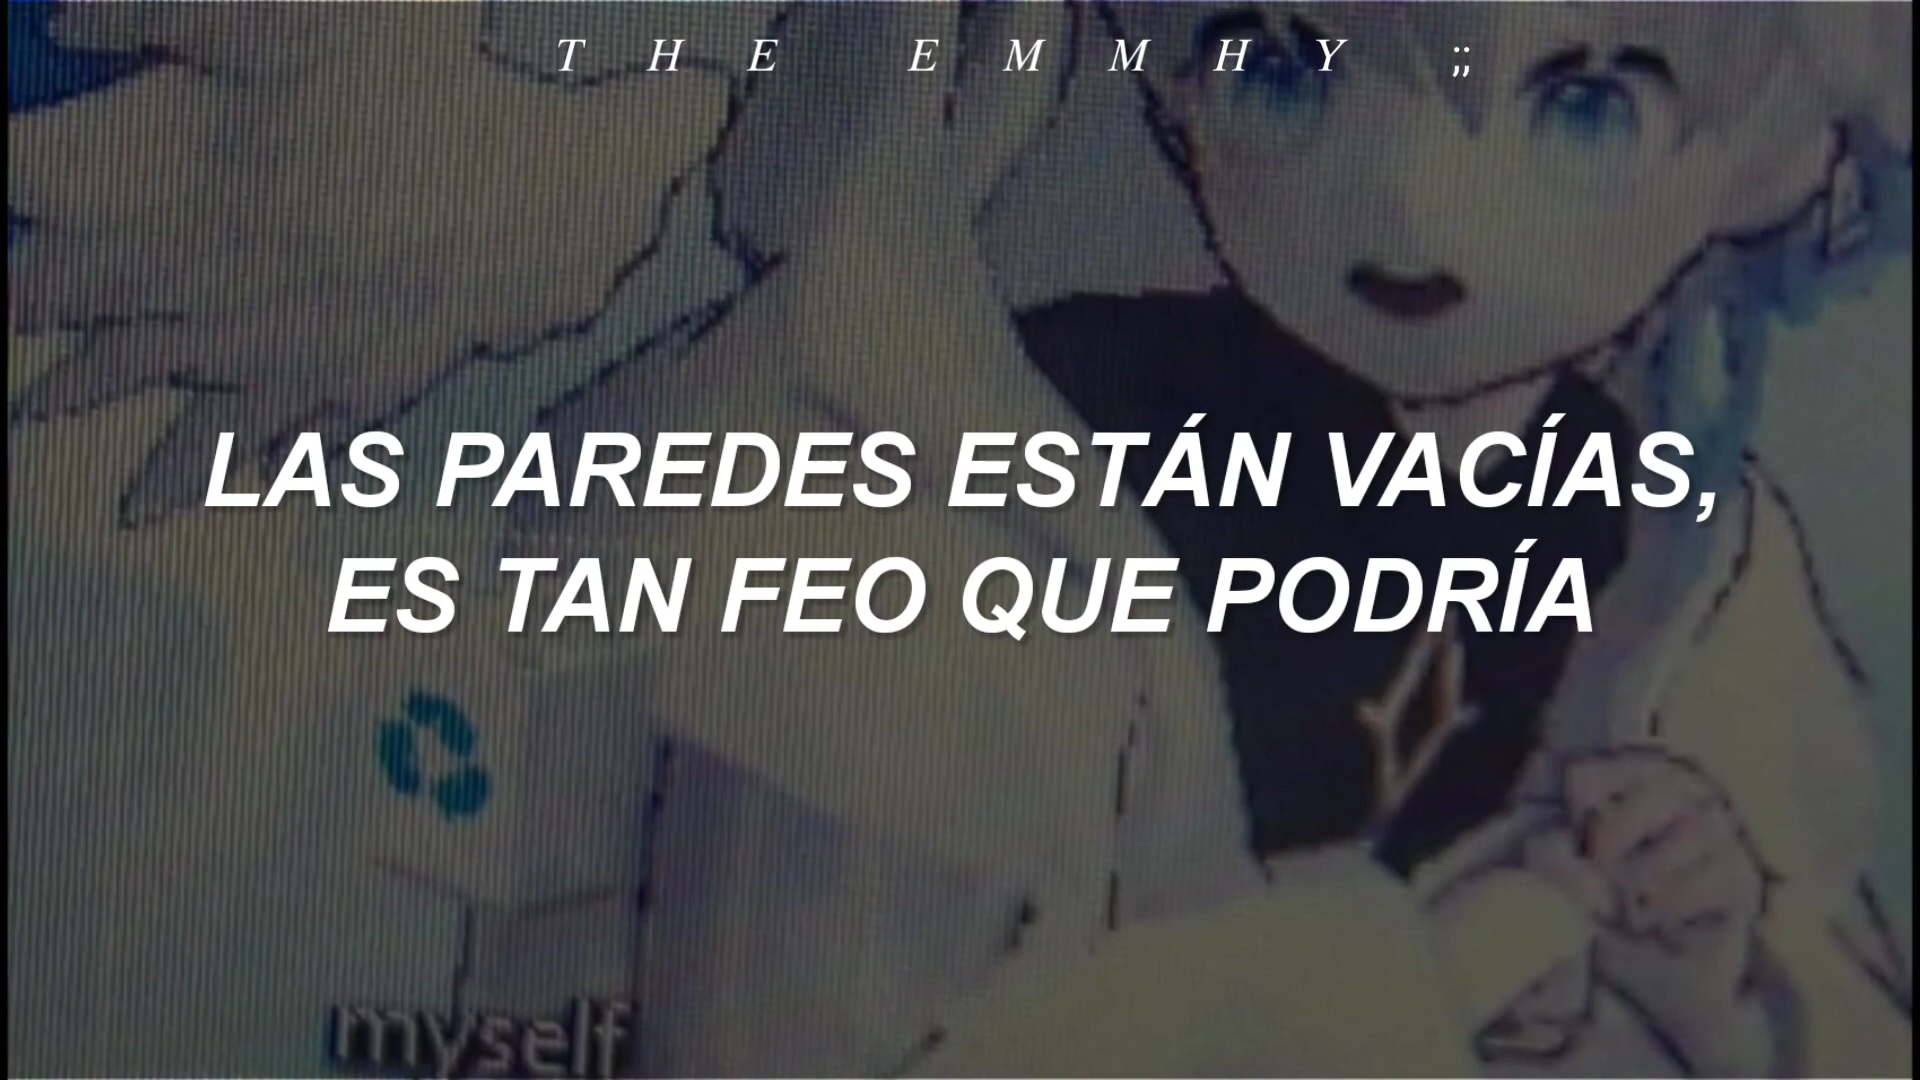 T H E E M M H Y ;;
LAS PAREDES ESTÁN VACÍAS,
ES TAN FEO QUE PODRÍA
myself